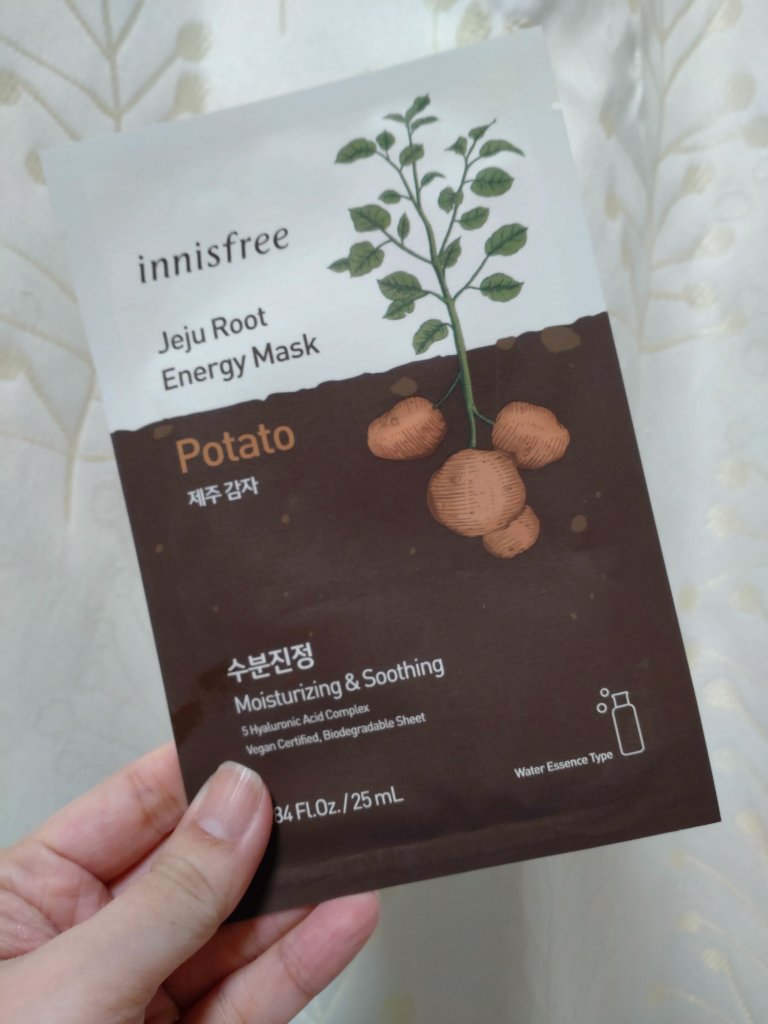 innisfree
Jeju Root
Energy Mask
Potato
제주 감자
수분진정
Moisturizing & Soothing
5 Hyaluronic Acid Complex
Vegan Certified, Biodegradable Sheet
Water Essence Type
84 Fl.Oz. / 25 mL